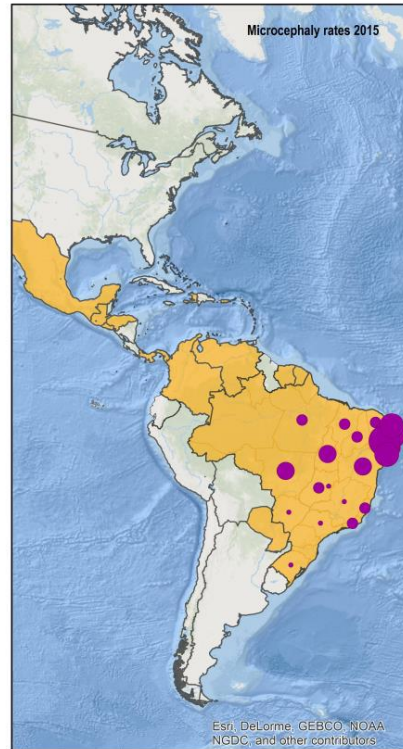 Microcephaly rates 2015
Esri, DeLorme, GEBCO, NOAA
NGDC, and other contributors